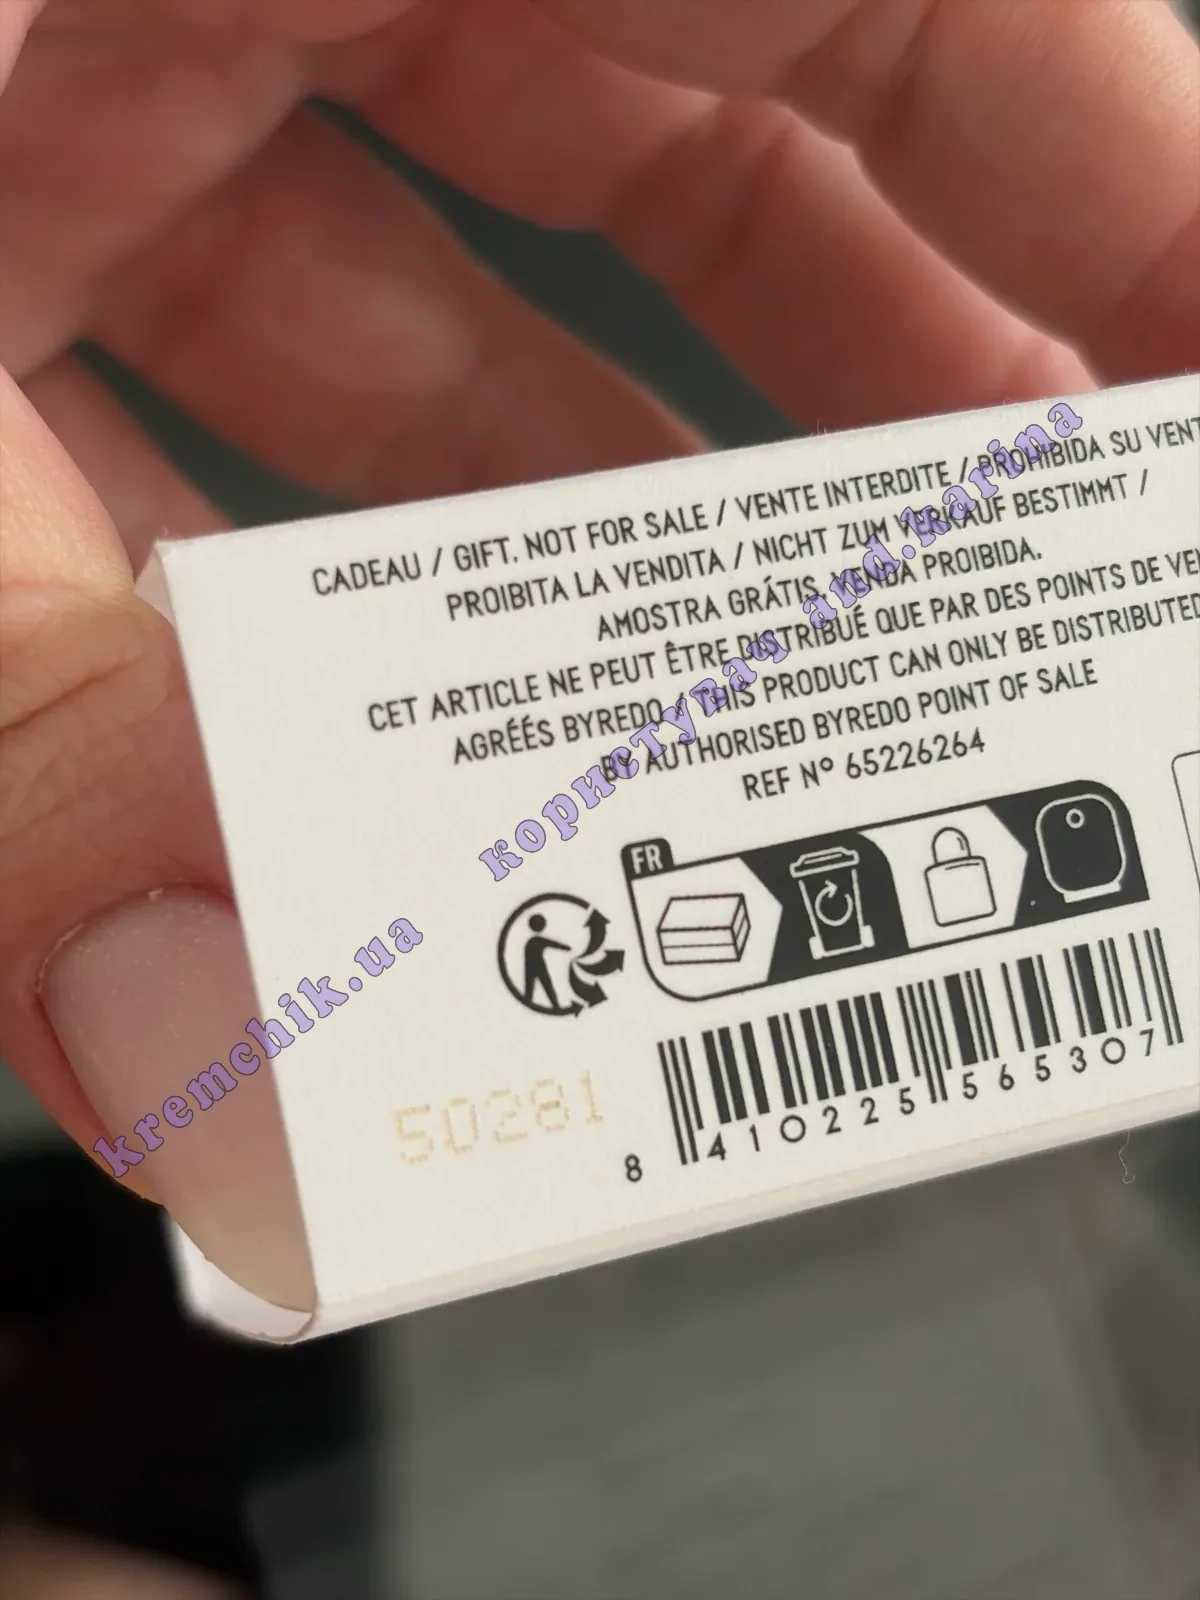 CADEAU / GIFT. NOT FOR SALE / VENTE INTERDITE / PROHIBIDA SU VENT
PROIBITA LA VENDITA / NICHT ZUM VERKAUF BESTIMMT /
AMOSTRA GRÁTIS, VENDA PROIBIDA.
CET ARTICLE NE PEUT ÊTRE DISTRIBUÉ QUE PAR DES POINTS DE VE
AGRÉÉS BYREDO / THIS PRODUCT CAN ONLY BE DISTRIBUTED
BY AUTHORISED BYREDO POINT OF SALE
REF Nº 65226264
FR
50281
8 410225 565307
kremchik.ua користувач and.karina